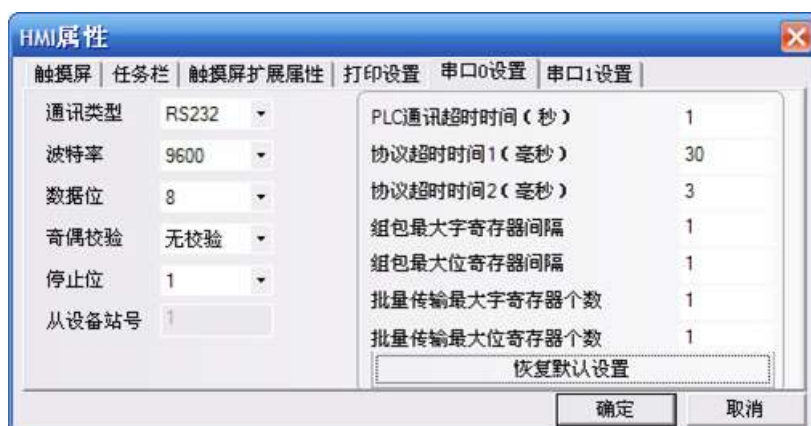 HMI属性
触摸屏 任务栏 触摸屏扩展属性 打印设置 串口0设置 串口1设置
通讯类型 RS232
波特率 9600
数据位 8
奇偶校验 无校验
停止位 1
从设备站号 1
PLC通讯超时时间(秒) 1
协议超时时间1(毫秒) 30
协议超时时间2(毫秒) 3
组包最大字寄存器间隔 1
组包最大位寄存器间隔 1
批量传输最大字寄存器个数 1
批量传输最大位寄存器个数 1
恢复默认设置
确定 取消